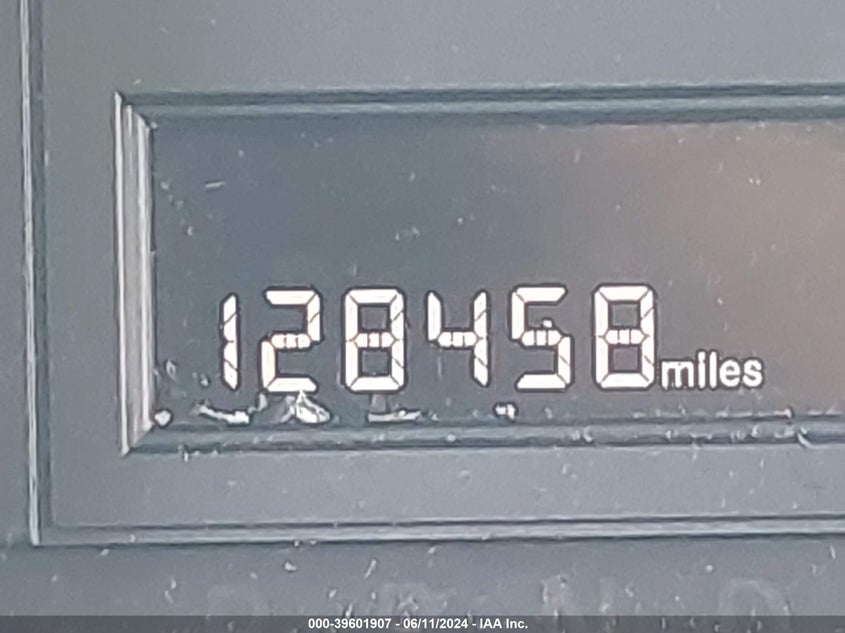 128458 miles
000-39601907 - 06/11/2024 - IAA Inc.